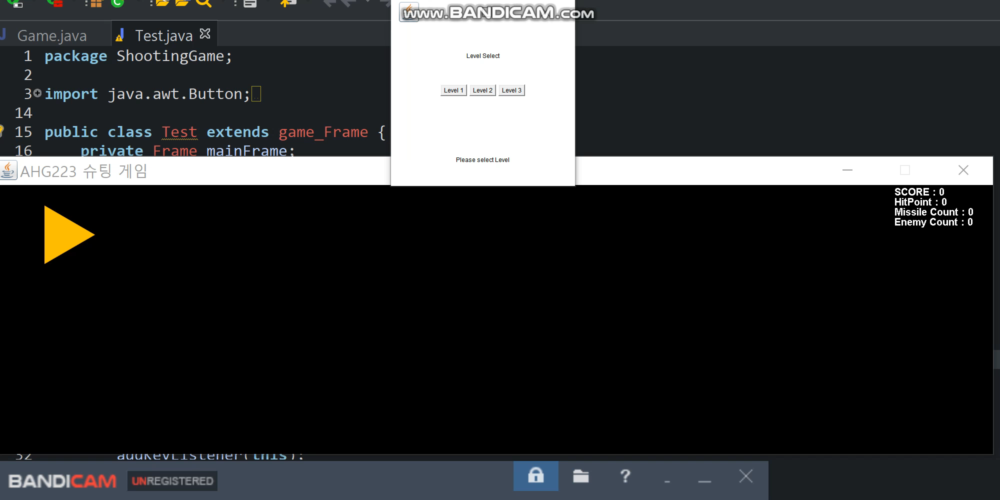 www.BANDICAM.com
Game.java
Test.java
1 package ShootingGame;
2
3 import java.awt.Button;
14
15 public class Test extends game_Frame {
16 private Frame mainFrame;
Level Select
Level 1 Level 2 Level 3
Please select Level
AHG223 슈팅 게임
SCORE : 0
HitPoint : 0
Missile Count : 0
Enemy Count : 0
32 addKeyListener(this);
BANDICAM UNREGISTERED